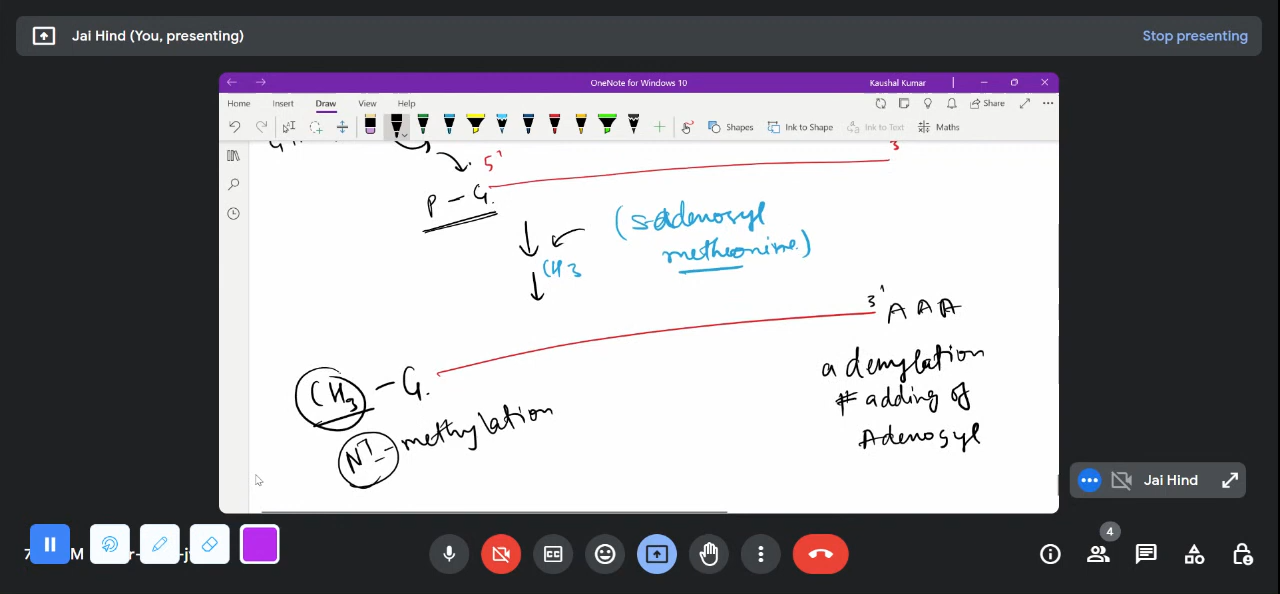 Jai Hind (You, presenting)
Stop presenting
OneNote for Windows 10
Kaushal Kumar
Home Insert Draw View Help
Share
Shapes Ink to Shape Ink to Text Maths
5' 3
P - G.
(S adenosyl
metheonine.)
CH3
3' AAA
CH3 - G.
N7 - methylation
a denylation
# adding of
Adenosyl
Jai Hind
4